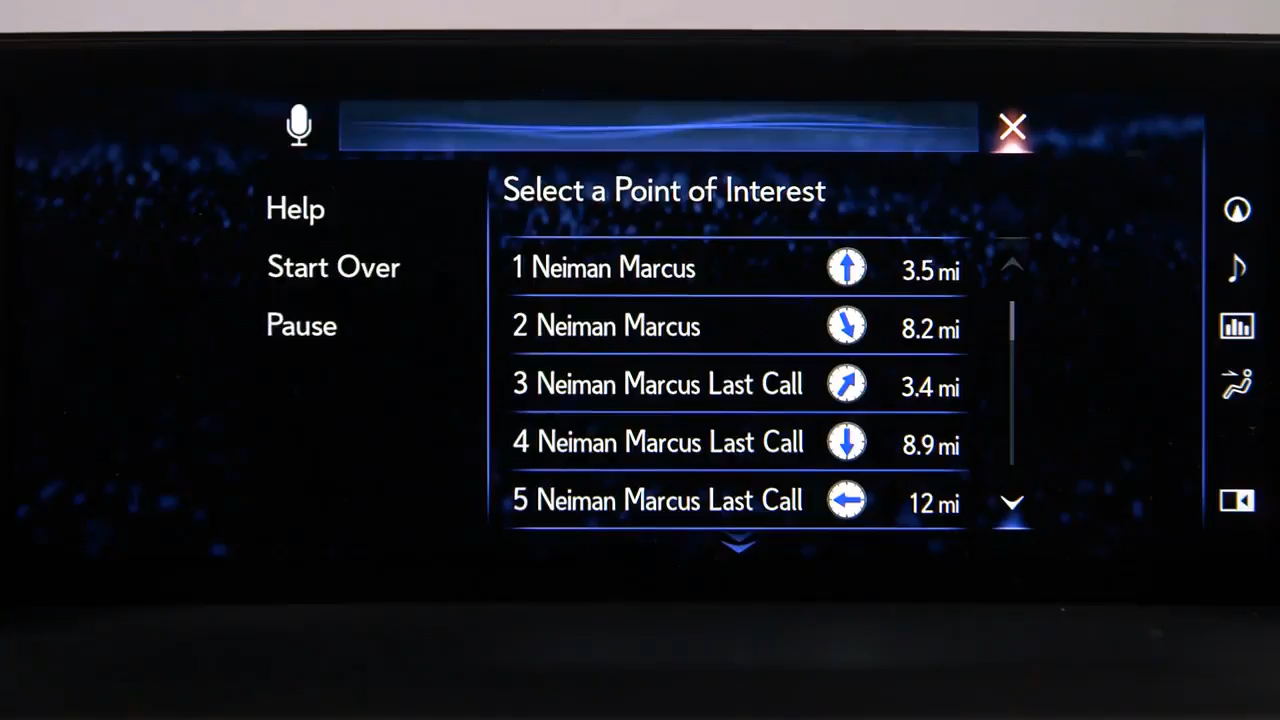 Help
Start Over
Pause
Select a Point of Interest
1 Neiman Marcus 3.5 mi
2 Neiman Marcus 8.2 mi
3 Neiman Marcus Last Call 3.4 mi
4 Neiman Marcus Last Call 8.9 mi
5 Neiman Marcus Last Call 12 mi